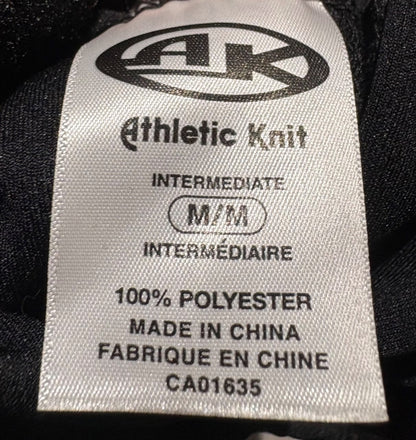 AK
Athletic Knit
INTERMEDIATE
M/M
INTERMÉDIAIRE
100% POLYESTER
MADE IN CHINA
FABRIQUE EN CHINE
CA01635